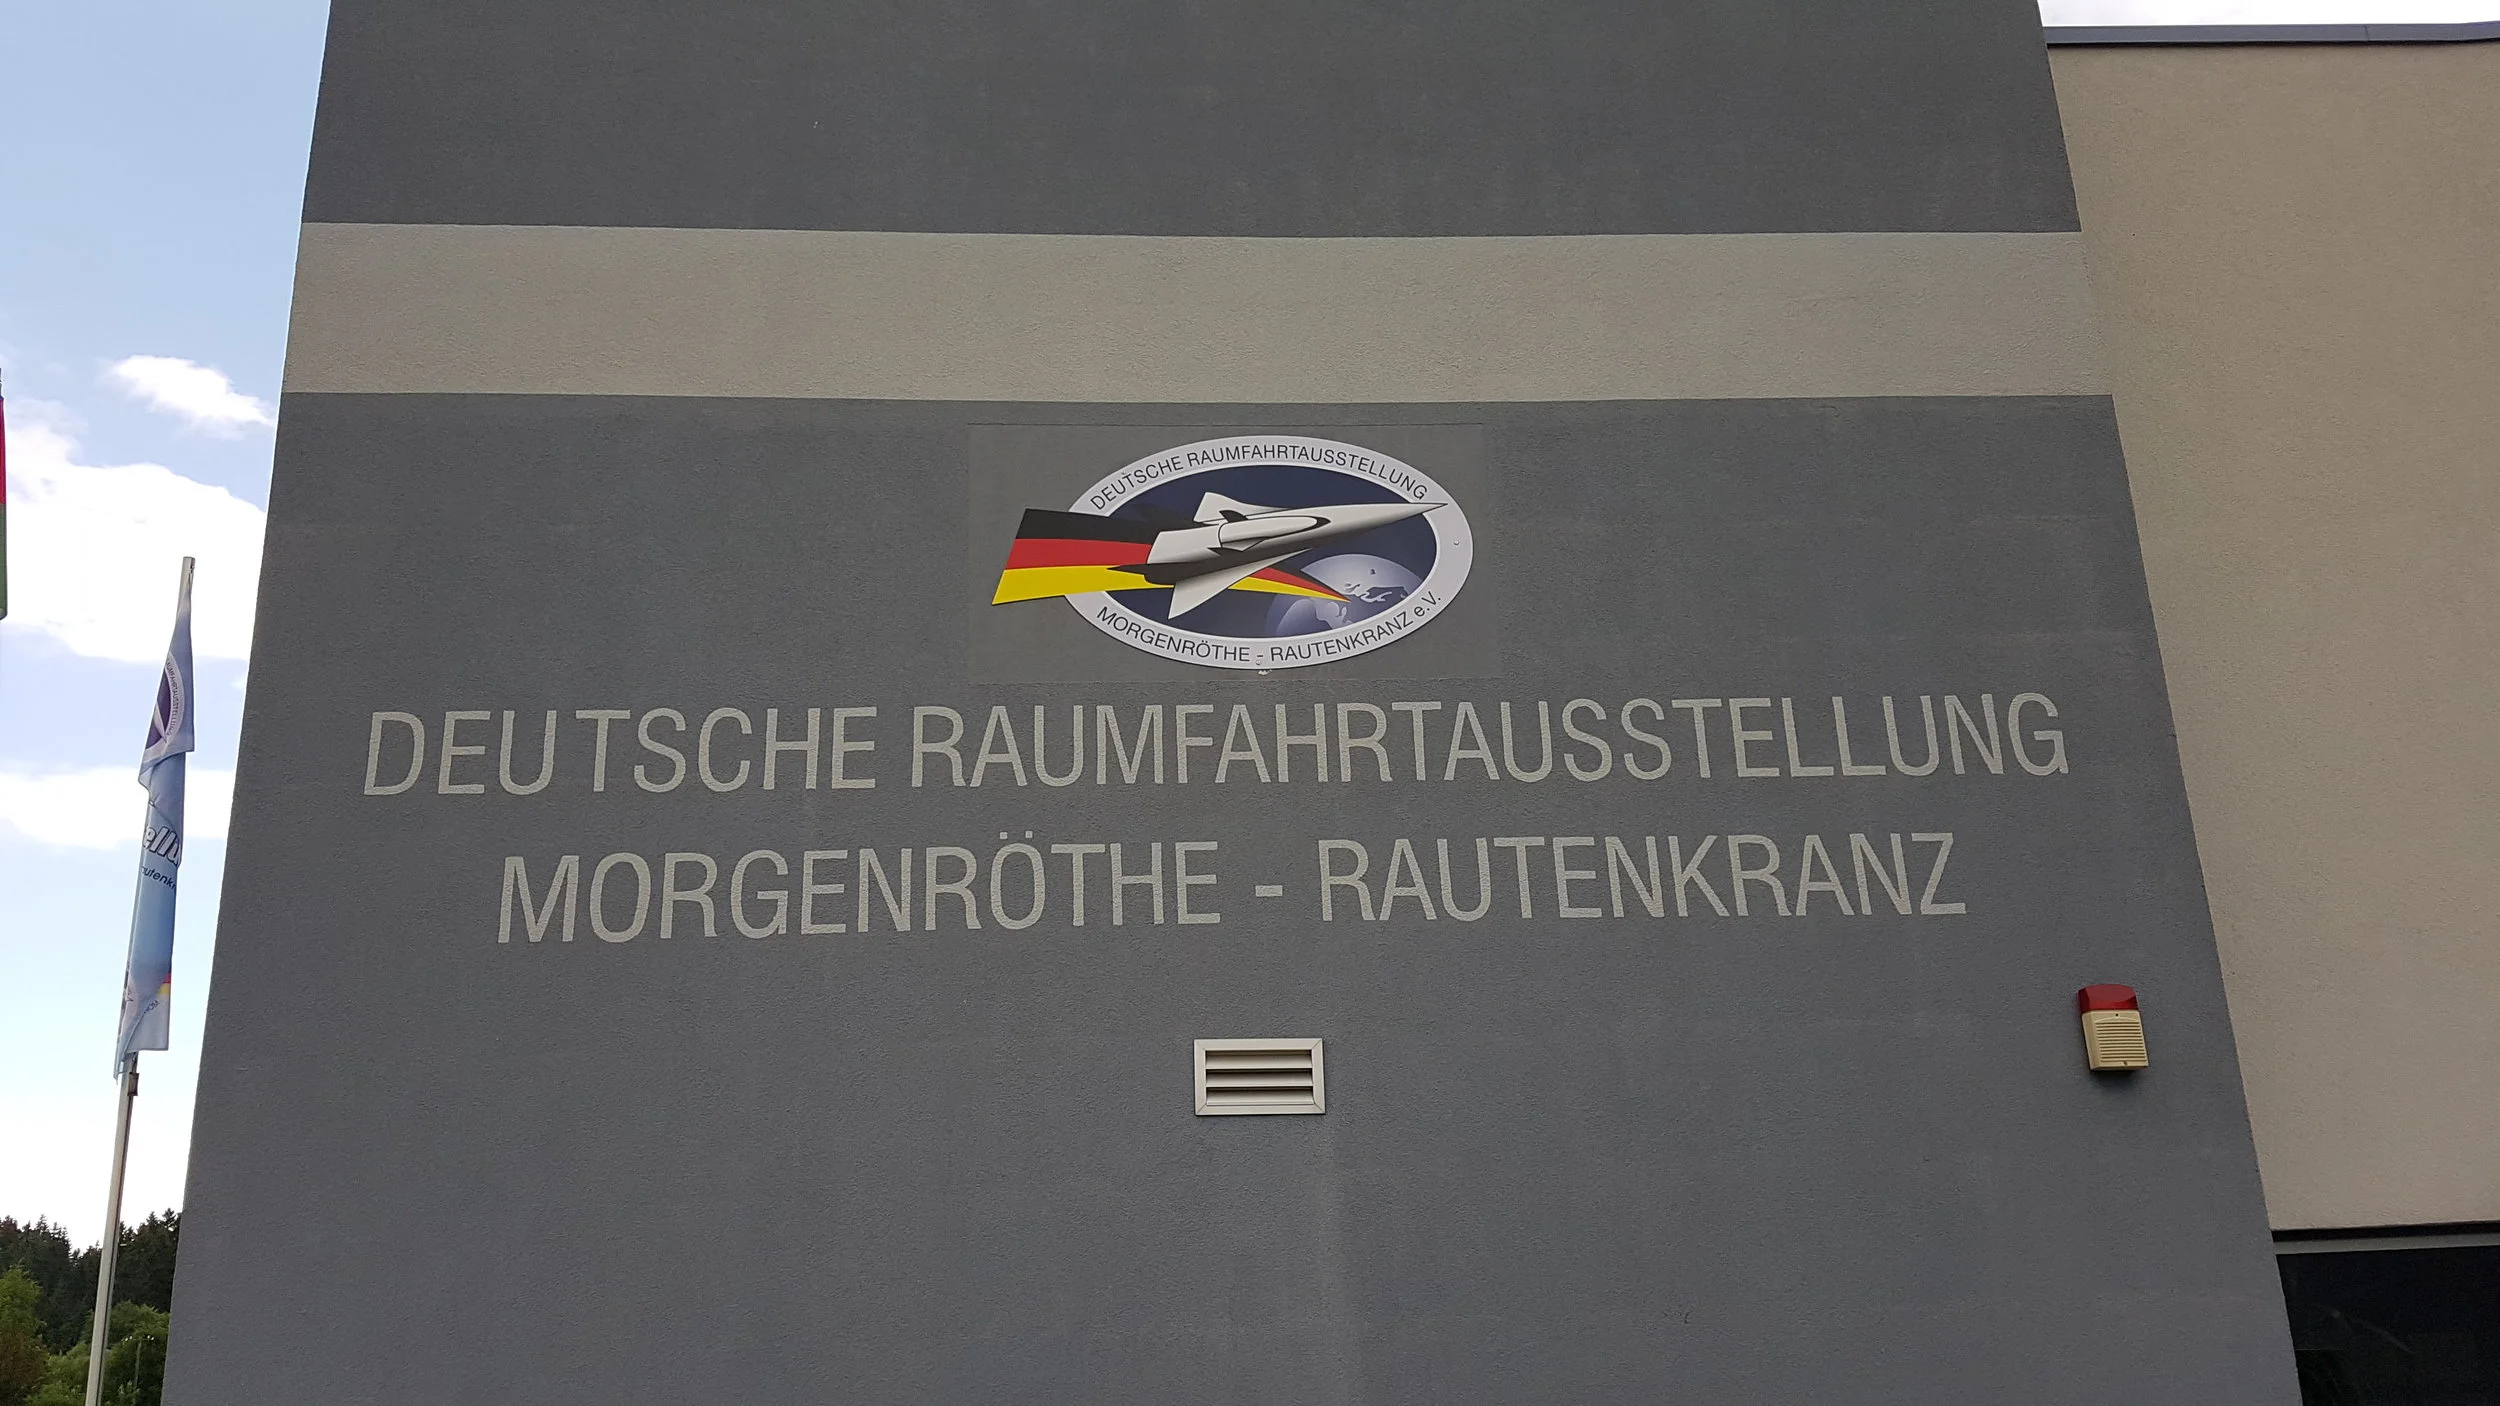 DEUTSCHE RAUMFAHRTAUSSTELLUNG
MORGENRÖTHE - RAUTENKRANZ e.V.
DEUTSCHE RAUMFAHRTAUSSTELLUNG
MORGENRÖTHE - RAUTENKRANZ